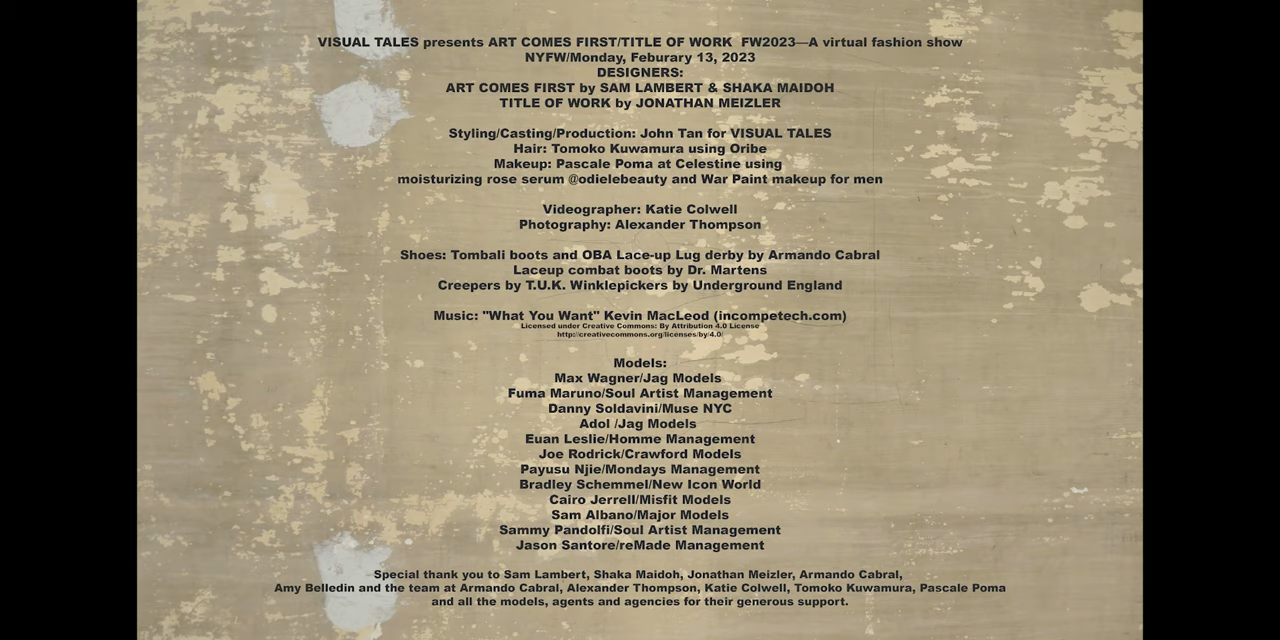 VISUAL TALES presents ART COMES FIRST/TITLE OF WORK FW2023—A virtual fashion show
NYFW/Monday, Feburary 13, 2023
DESIGNERS:
ART COMES FIRST by SAM LAMBERT & SHAKA MAIDOH
TITLE OF WORK by JONATHAN MEIZLER
Styling/Casting/Production: John Tan for VISUAL TALES
Hair: Tomoko Kuwamura using Oribe
Makeup: Pascale Poma at Celestine using
moisturizing rose serum @odielebeauty and War Paint makeup for men
Videographer: Katie Colwell
Photography: Alexander Thompson
Shoes: Tombali boots and OBA Lace-up Lug derby by Armando Cabral
Laceup combat boots by Dr. Martens
Creepers by T.U.K. Winklepickers by Underground England
Music: "What You Want" Kevin MacLeod (incompetech.com)
Licensed under Creative Commons: By Attribution 4.0 License
http://creativecommons.org/licenses/by/4.0/
Models:
Max Wagner/Jag Models
Fuma Maruno/Soul Artist Management
Danny Soldavini/Muse NYC
Adol /Jag Models
Euan Leslie/Homme Management
Joe Rodrick/Crawford Models
Payusu Njie/Mondays Management
Bradley Schemmel/New Icon World
Cairo Jerrell/Misfit Models
Sam Albano/Major Models
Sammy Pandolfi/Soul Artist Management
Jason Santore/reMade Management
Special thank you to Sam Lambert, Shaka Maidoh, Jonathan Meizler, Armando Cabral,
Amy Belledin and the team at Armando Cabral, Alexander Thompson, Katie Colwell, Tomoko Kuwamura, Pascale Poma
and all the models, agents and agencies for their generous support.